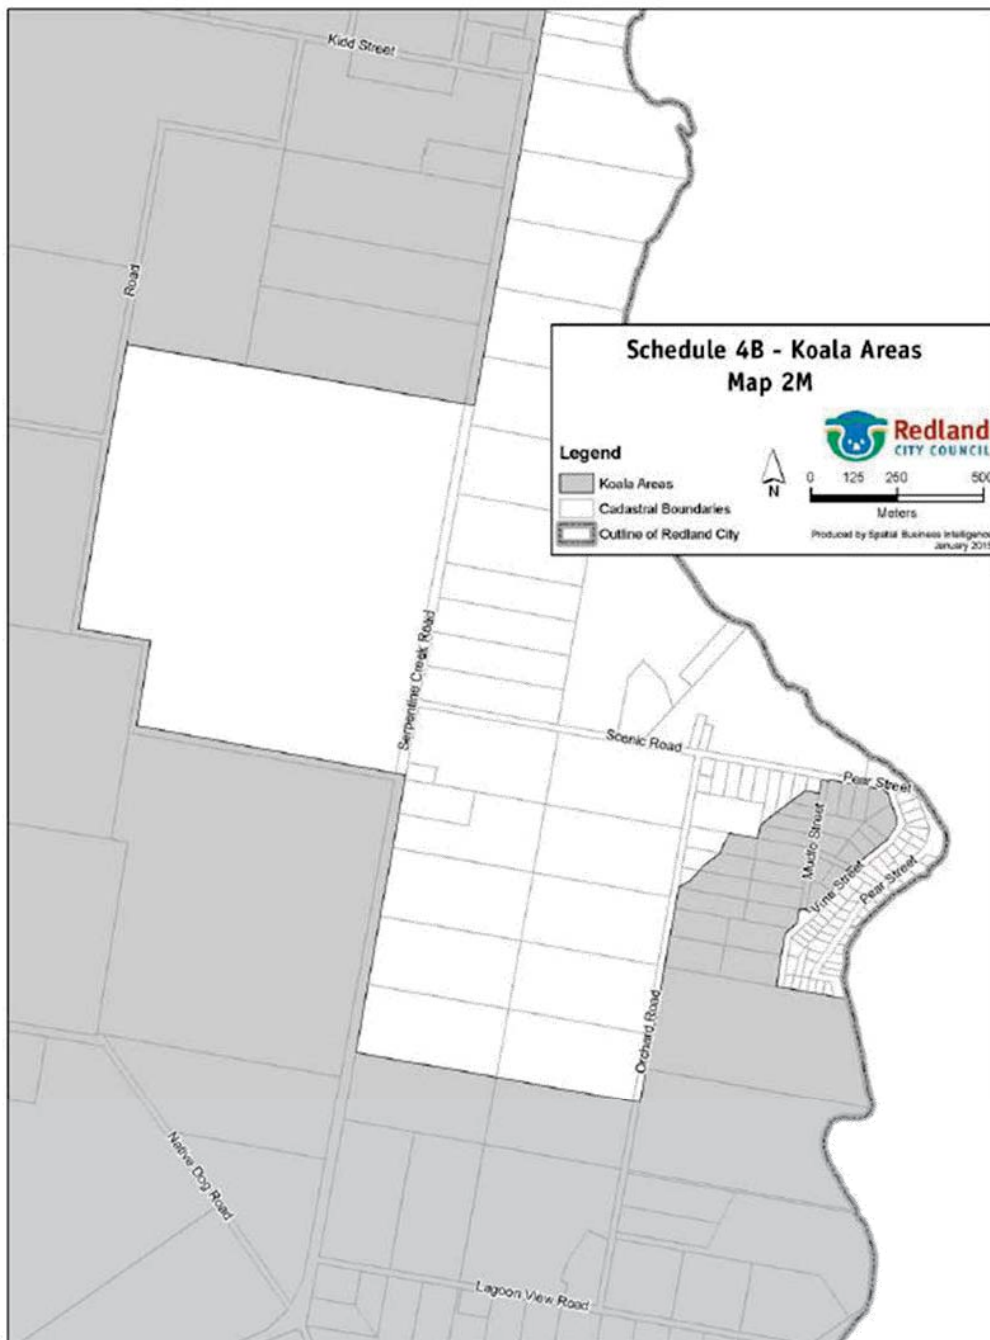 Kidd Street
Road
Schedule 4B - Koala Areas
Map 2M
Redland
CITY COUNCIL
Legend
Koala Areas
Cadastral Boundaries
Outline of Redland City
N
0 125 250 500
Meters
Produced by Spatial Business Intelligence
January 2015
Serpentine Creek Road
Scenic Road
Pear Street
Mudlo Street
Vine Street
Pear Street
Orchard Road
Native Dog Road
Lagoon View Road